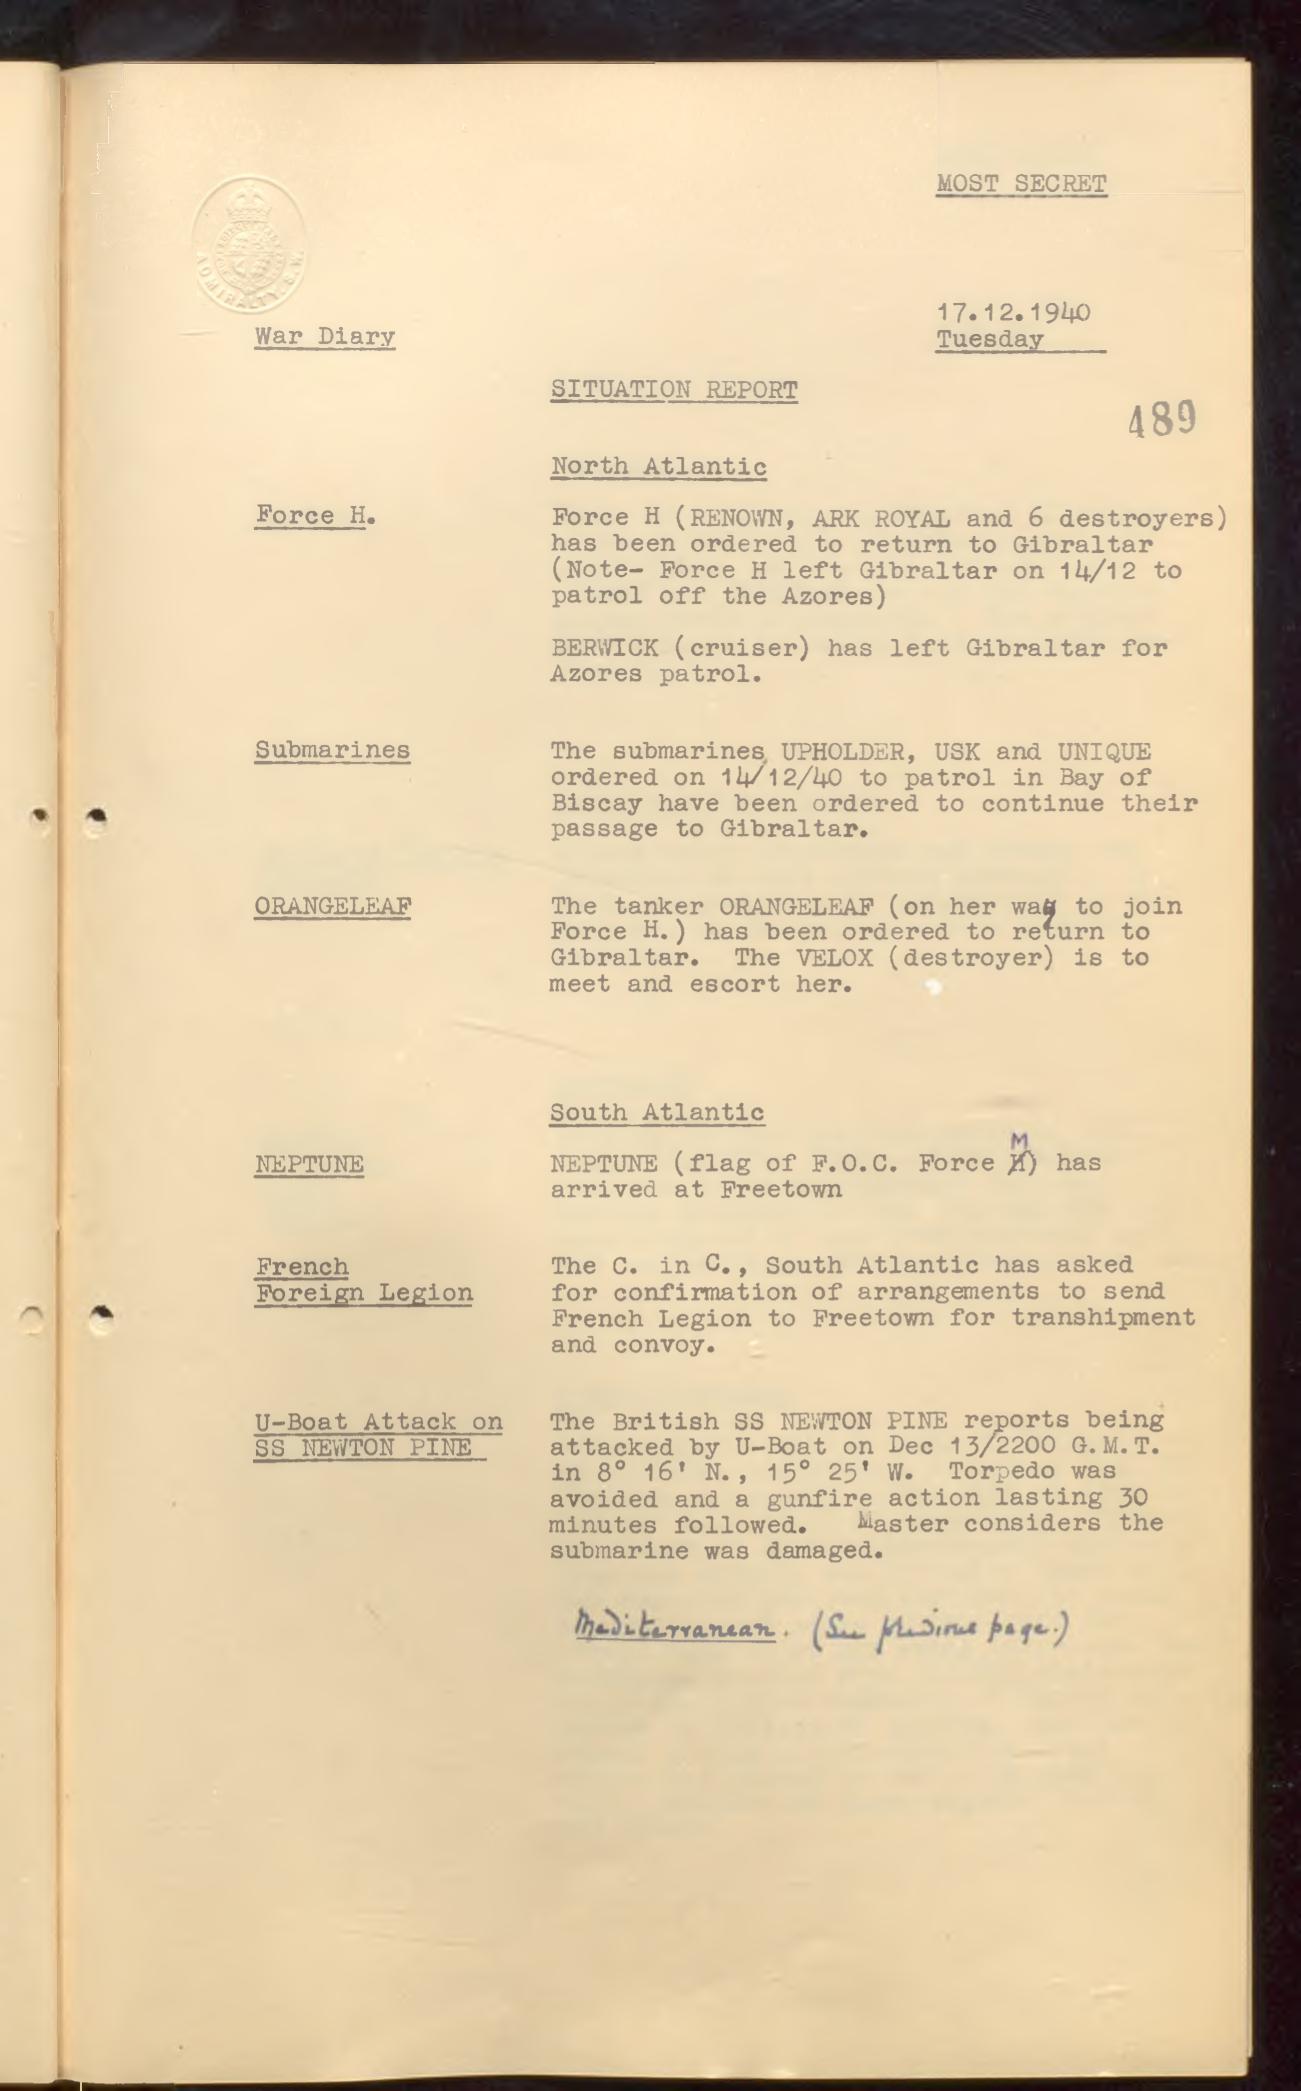 MOST SECRET
ADMIRALTY. S.W.
17.12.1940
War Diary
Tuesday
SITUATION REPORT
489
North Atlantic
Force H.
Force H (RENOWN, ARK ROYAL and 6 destroyers)
has been ordered to return to Gibraltar
(Note- Force H left Gibraltar on 14/12 to
patrol off the Azores)
BERWICK (cruiser) has left Gibraltar for
Azores patrol.
Submarines
The submarines, UPHOLDER, USK and UNIQUE
ordered on 14/12/40 to patrol in Bay of
Biscay have been ordered to continue their
passage to Gibraltar.
ORANGELEAF
The tanker ORANGELEAF (on her way to join
Force H.) has been ordered to return to
Gibraltar. The VELOX (destroyer) is to
meet and escort her.
South Atlantic
NEPTUNE
NEPTUNE (flag of F.O.C. Force M) has
arrived at Freetown
French
Foreign Legion
The C. in C., South Atlantic has asked
for confirmation of arrangements to send
French Legion to Freetown for transhipment
and convoy.
U-Boat Attack on
SS NEWTON PINE
The British SS NEWTON PINE reports being
attacked by U-Boat on Dec 13/2200 G.M.T.
in 8° 16' N., 15° 25' W. Torpedo was
avoided and a gunfire action lasting 30
minutes followed. Master considers the
submarine was damaged.
Mediterranean. (See previous page.)